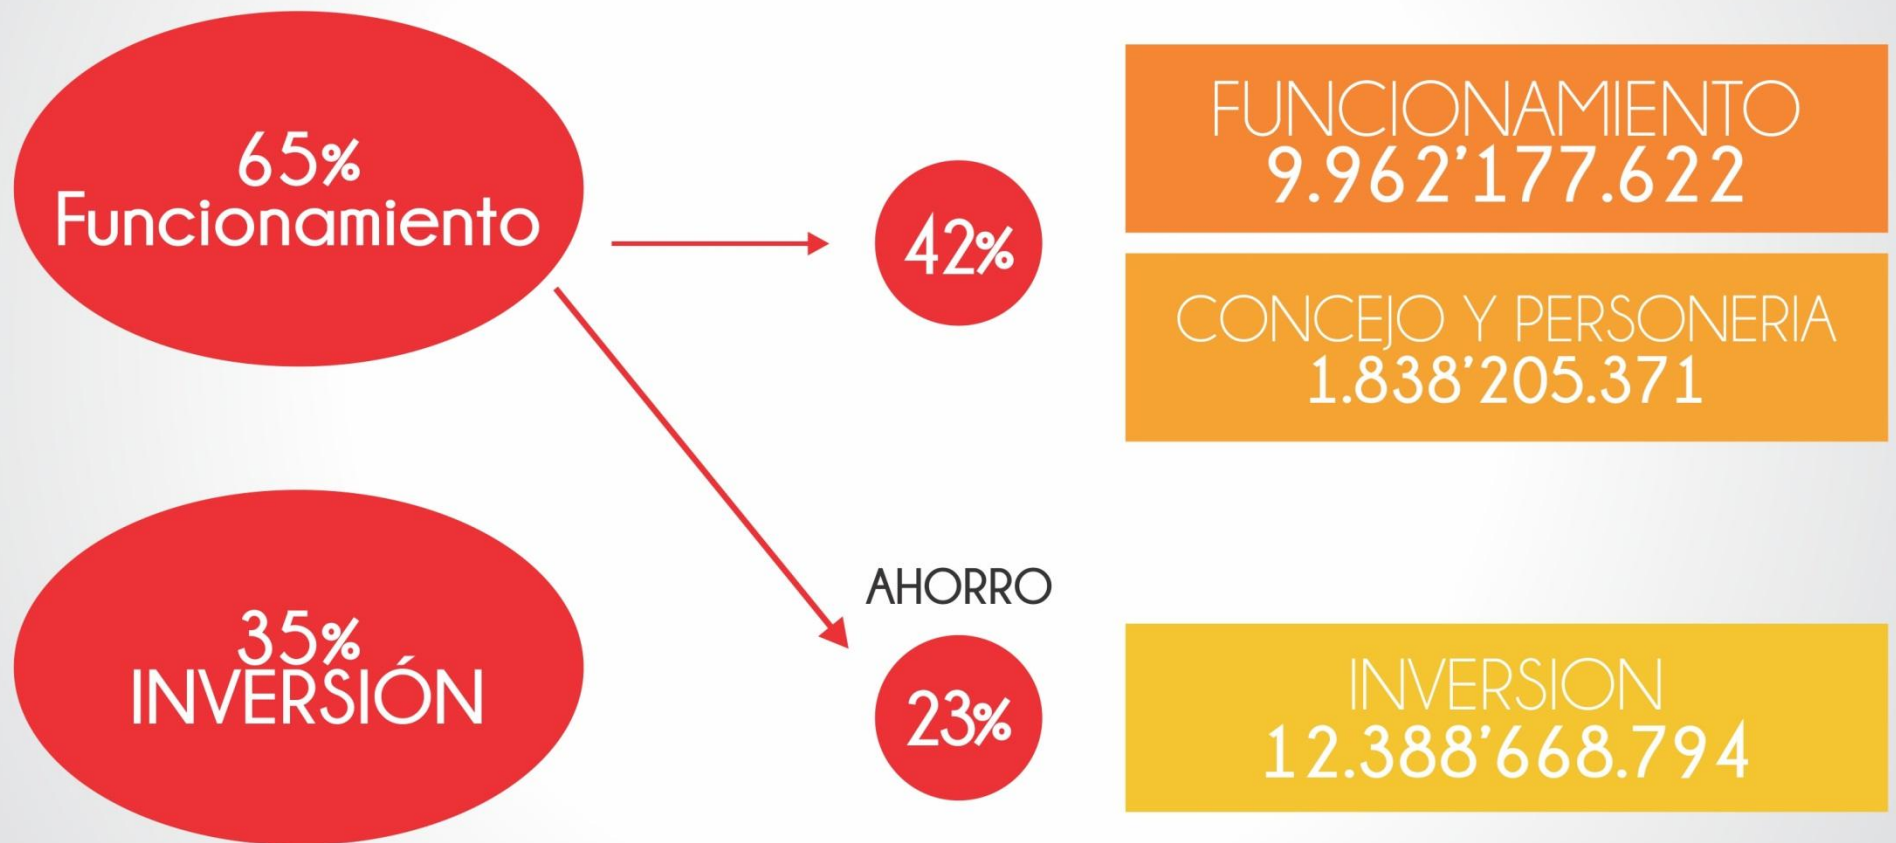 65%
Funcionamiento
42%
FUNCIONAMIENTO
9.962’177.622
CONCEJO Y PERSONERIA
1.838’205.371
35%
INVERSIÓN
AHORRO
23%
INVERSION
12.388’668.794